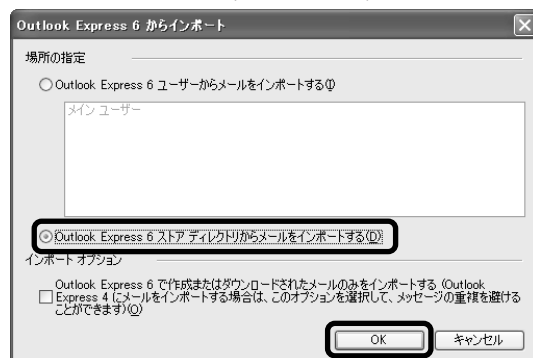 Outlook Express 6 からインポート
場所の指定
Outlook Express 6 ユーザーからメールをインポートする(I)
メイン ユーザー
Outlook Express 6 ストア ディレクトリからメールをインポートする(D)
インポート オプション
Outlook Express 6 で作成またはダウンロードされたメールのみをインポートする (Outlook
Express 4 にメールをインポートする場合は、このオプションを選択して、メッセージの重複を避ける
ことができます)(O)
OK
キャンセル